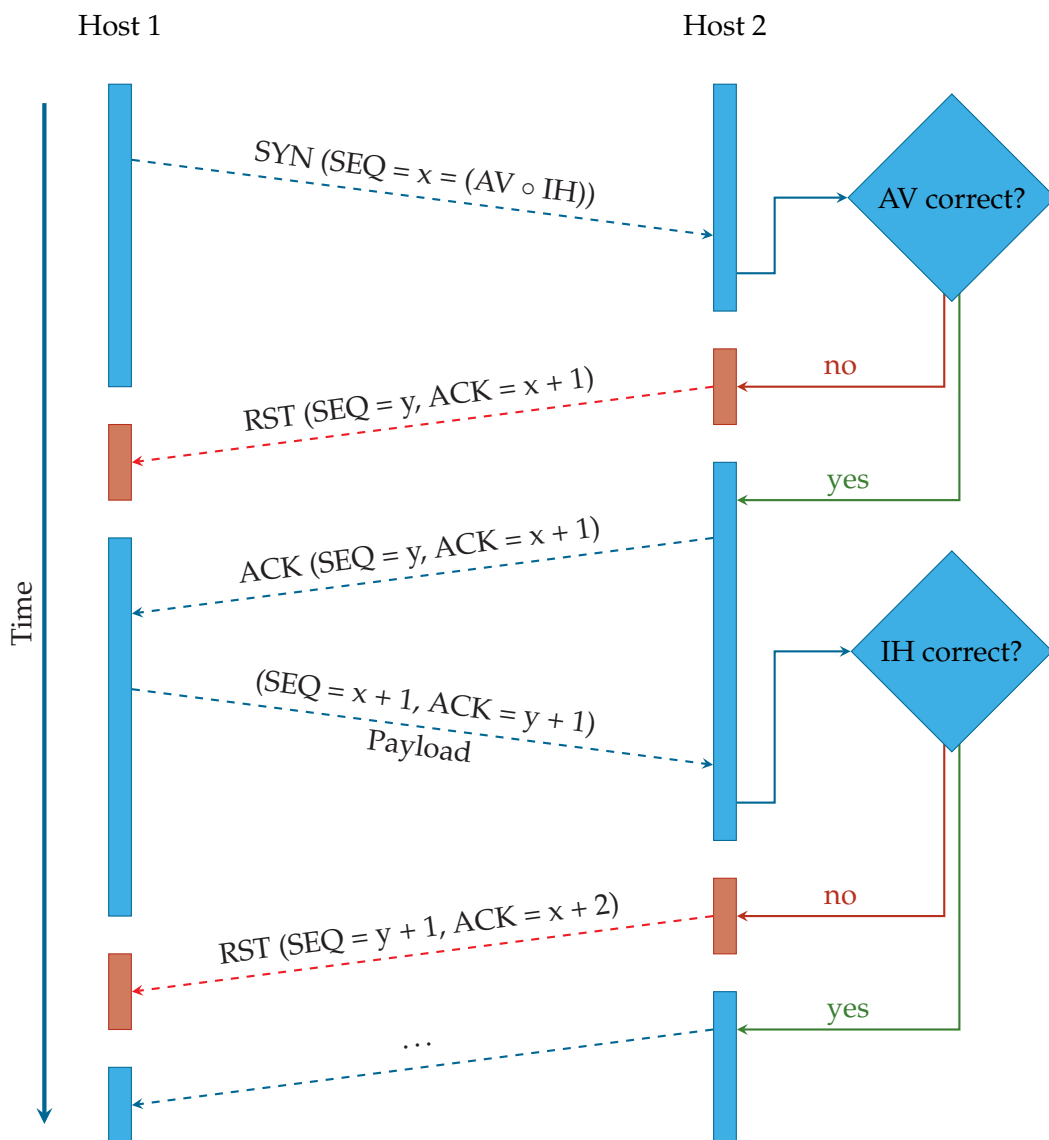 Host 1
Host 2
SYN (SEQ = x = (AV ∘ IH))
AV correct?
no
RST (SEQ = y, ACK = x + 1)
yes
ACK (SEQ = y, ACK = x + 1)
Time
IH correct?
(SEQ = x + 1, ACK = y + 1)
Payload
no
RST (SEQ = y + 1, ACK = x + 2)
yes
...